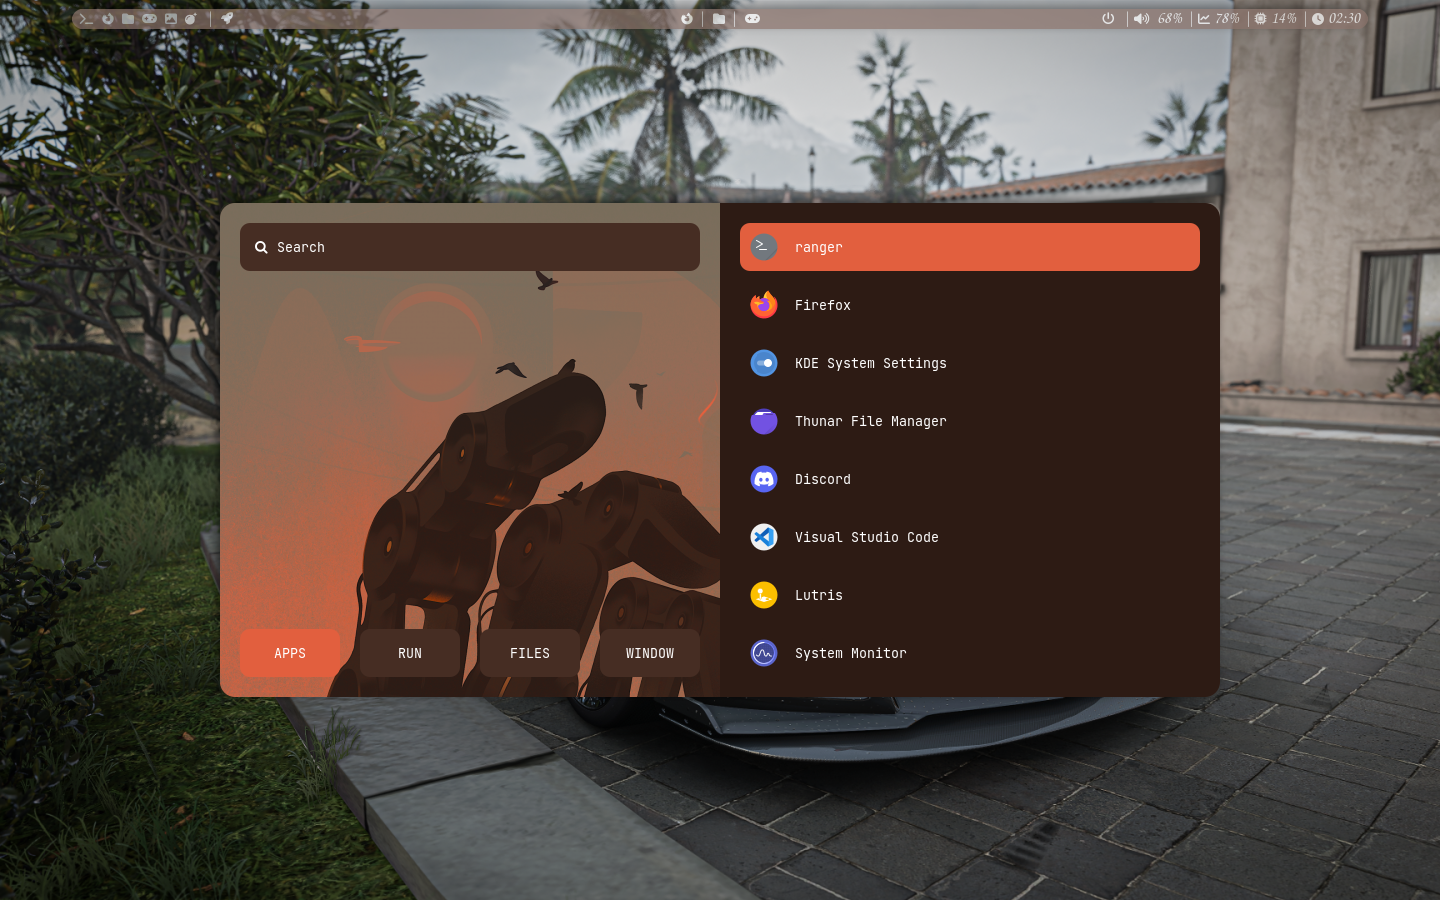 68% 78% 14% 02:30
Search
APPS RUN FILES WINDOW
ranger
Firefox
KDE System Settings
Thunar File Manager
Discord
Visual Studio Code
Lutris
System Monitor